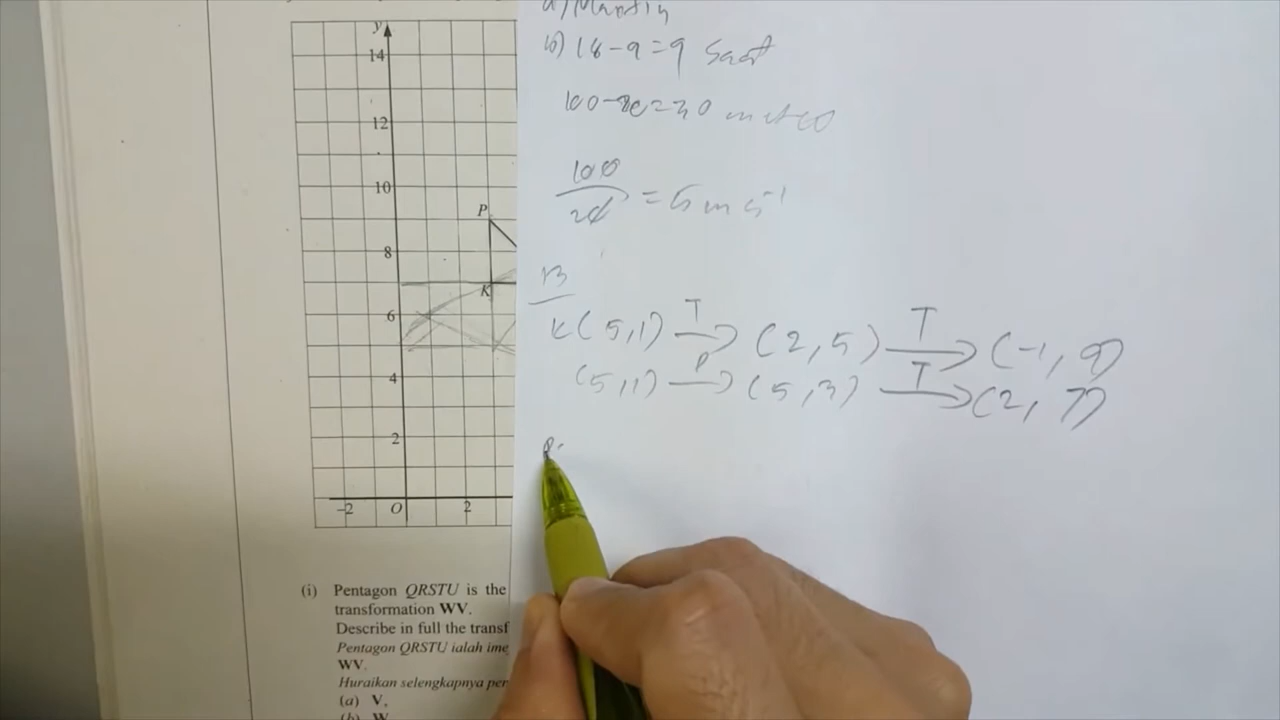 y
14
12
10
P
8
K
6
4
2
-2 O 2
(i) Pentagon QRSTU is the
transformation WV.
Describe in full the transf
Pentagon QRSTU ialah ime
WV.
Huraikan selengkapnya per
(a) V,
(b) W
b) 18-9=9 Saat
100
= 5 m s⁻¹
13
K(5,1) T→ (2,5) T→ (-1,9)
(5,1) P→ (5,3) T→ (2,7)